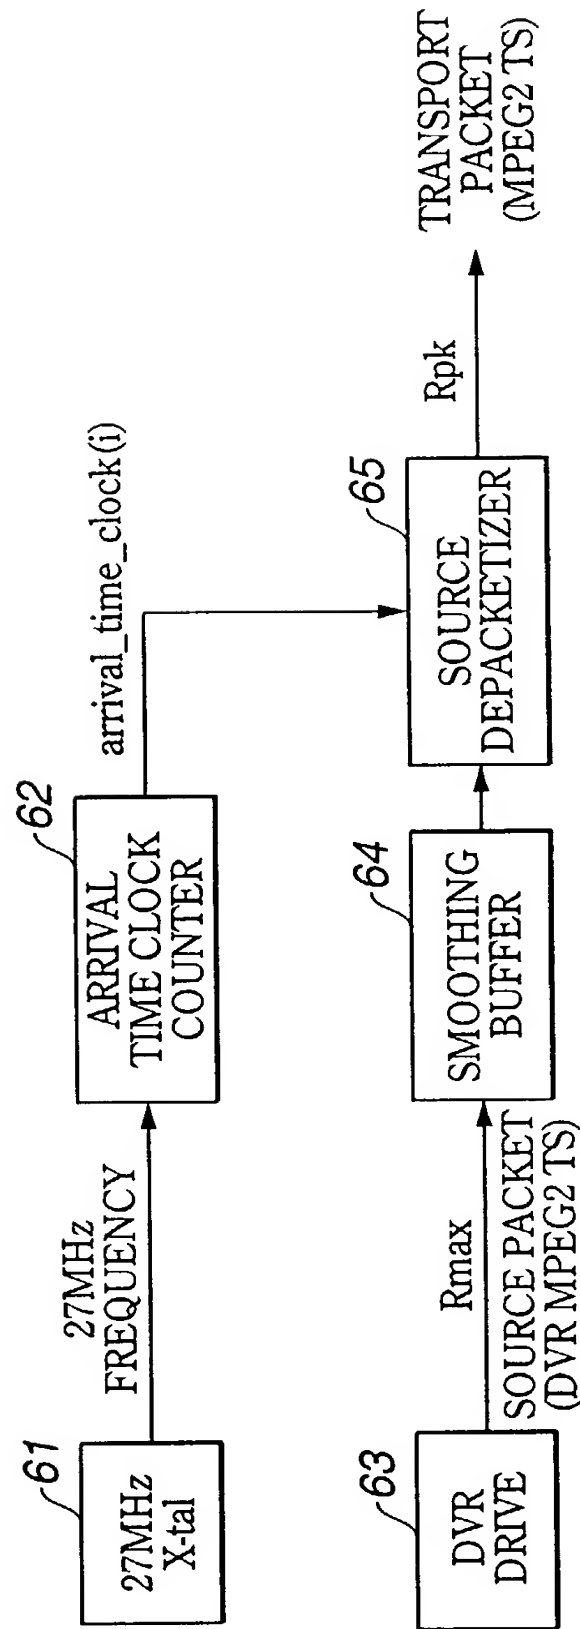 61
27MHz
X-tal
27MHz
FREQUENCY
62
ARRIVAL
TIME CLOCK
COUNTER
arrival_time_clock(i)
63
DVR
DRIVE
Rmax
SOURCE PACKET
(DVR MPEG2 TS)
64
SMOOTHING
BUFFER
65
SOURCE
DEPACKETIZER
Rpk
TRANSPORT
PACKET
(MPEG2 TS)